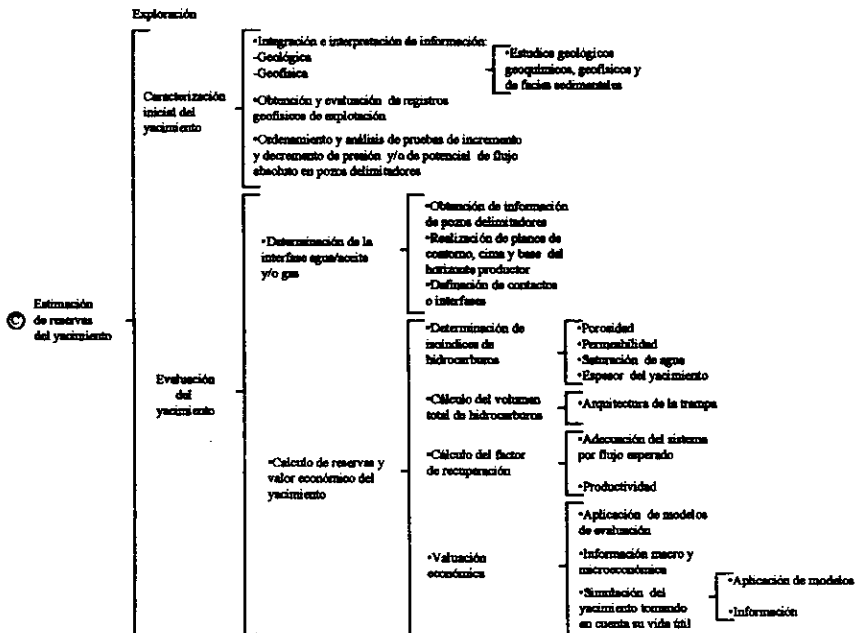 Exploración
Caracterización
inicial del
yacimiento
•Integración e interpretación de información:
-Geológica
-Geofísica
•Estudios geológicos
geoquímicos, geofísicos y
de facies sedimentales
•Obtención y evaluación de registros
geofísicos de explotación
•Ordenamiento y análisis de pruebas de incremento
y decremento de presión y/o de potencial de flujo
absoluto en pozos delimitadores
C Estimación
de reservas
del yacimiento
Evaluación
del
yacimiento
•Determinación de la
interfase agua/aceite
y/o gas
•Obtención de información
de pozos delimitadores
•Realización de planos de
contorno, cima y base del
horizonte productor
•Definación de contactos
o interfases
•Calculo de reservas y
valor económico del
yacimiento
•Determinación de
isoíndices de
hidrocarburos
•Porosidad
•Permeabilidad
•Saturación de agua
•Espesor del yacimiento
•Cálculo del volumen
total de hidrocarburos
•Arquitectura de la trampa
•Cálculo del factor
de recuperación
•Adecuación del sistema
por flujo esperado
•Productividad
•Valuación
económica
•Aplicación de modelos
de evaluación
•Información macro y
microeconómica
•Simulación del
yacimiento tomando
en cuenta su vida útil
•Aplicación de modelos
•Información